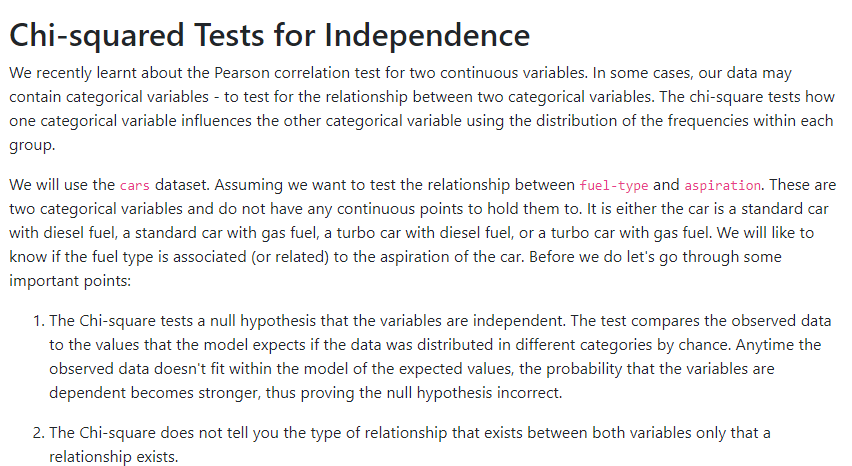 Chi-squared Tests for Independence
We recently learnt about the Pearson correlation test for two continuous variables. In some cases, our data may
contain categorical variables - to test for the relationship between two categorical variables. The chi-square tests how
one categorical variable influences the other categorical variable using the distribution of the frequencies within each
group.
We will use the cars dataset. Assuming we want to test the relationship between fuel-type and aspiration. These are
two categorical variables and do not have any continuous points to hold them to. It is either the car is a standard car
with diesel fuel, a standard car with gas fuel, a turbo car with diesel fuel, or a turbo car with gas fuel. We will like to
know if the fuel type is associated (or related) to the aspiration of the car. Before we do let's go through some
important points:
1. The Chi-square tests a null hypothesis that the variables are independent. The test compares the observed data
to the values that the model expects if the data was distributed in different categories by chance. Anytime the
observed data doesn't fit within the model of the expected values, the probability that the variables are
dependent becomes stronger, thus proving the null hypothesis incorrect.
2. The Chi-square does not tell you the type of relationship that exists between both variables only that a
relationship exists.